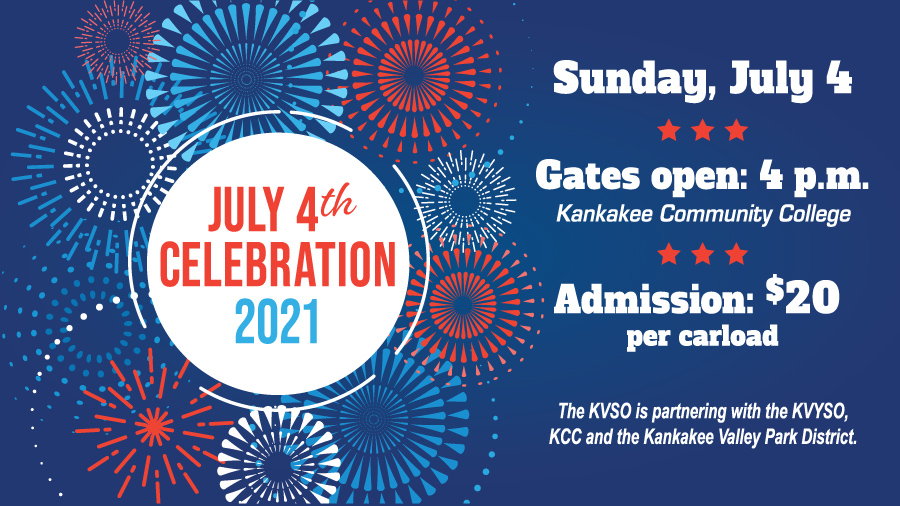 JULY 4th
CELEBRATION
2021
Sunday, July 4
Gates open: 4 p.m.
Kankakee Community College
Admission: $20
per carload
The KVSO is partnering with the KVYSO,
KCC and the Kankakee Valley Park District.